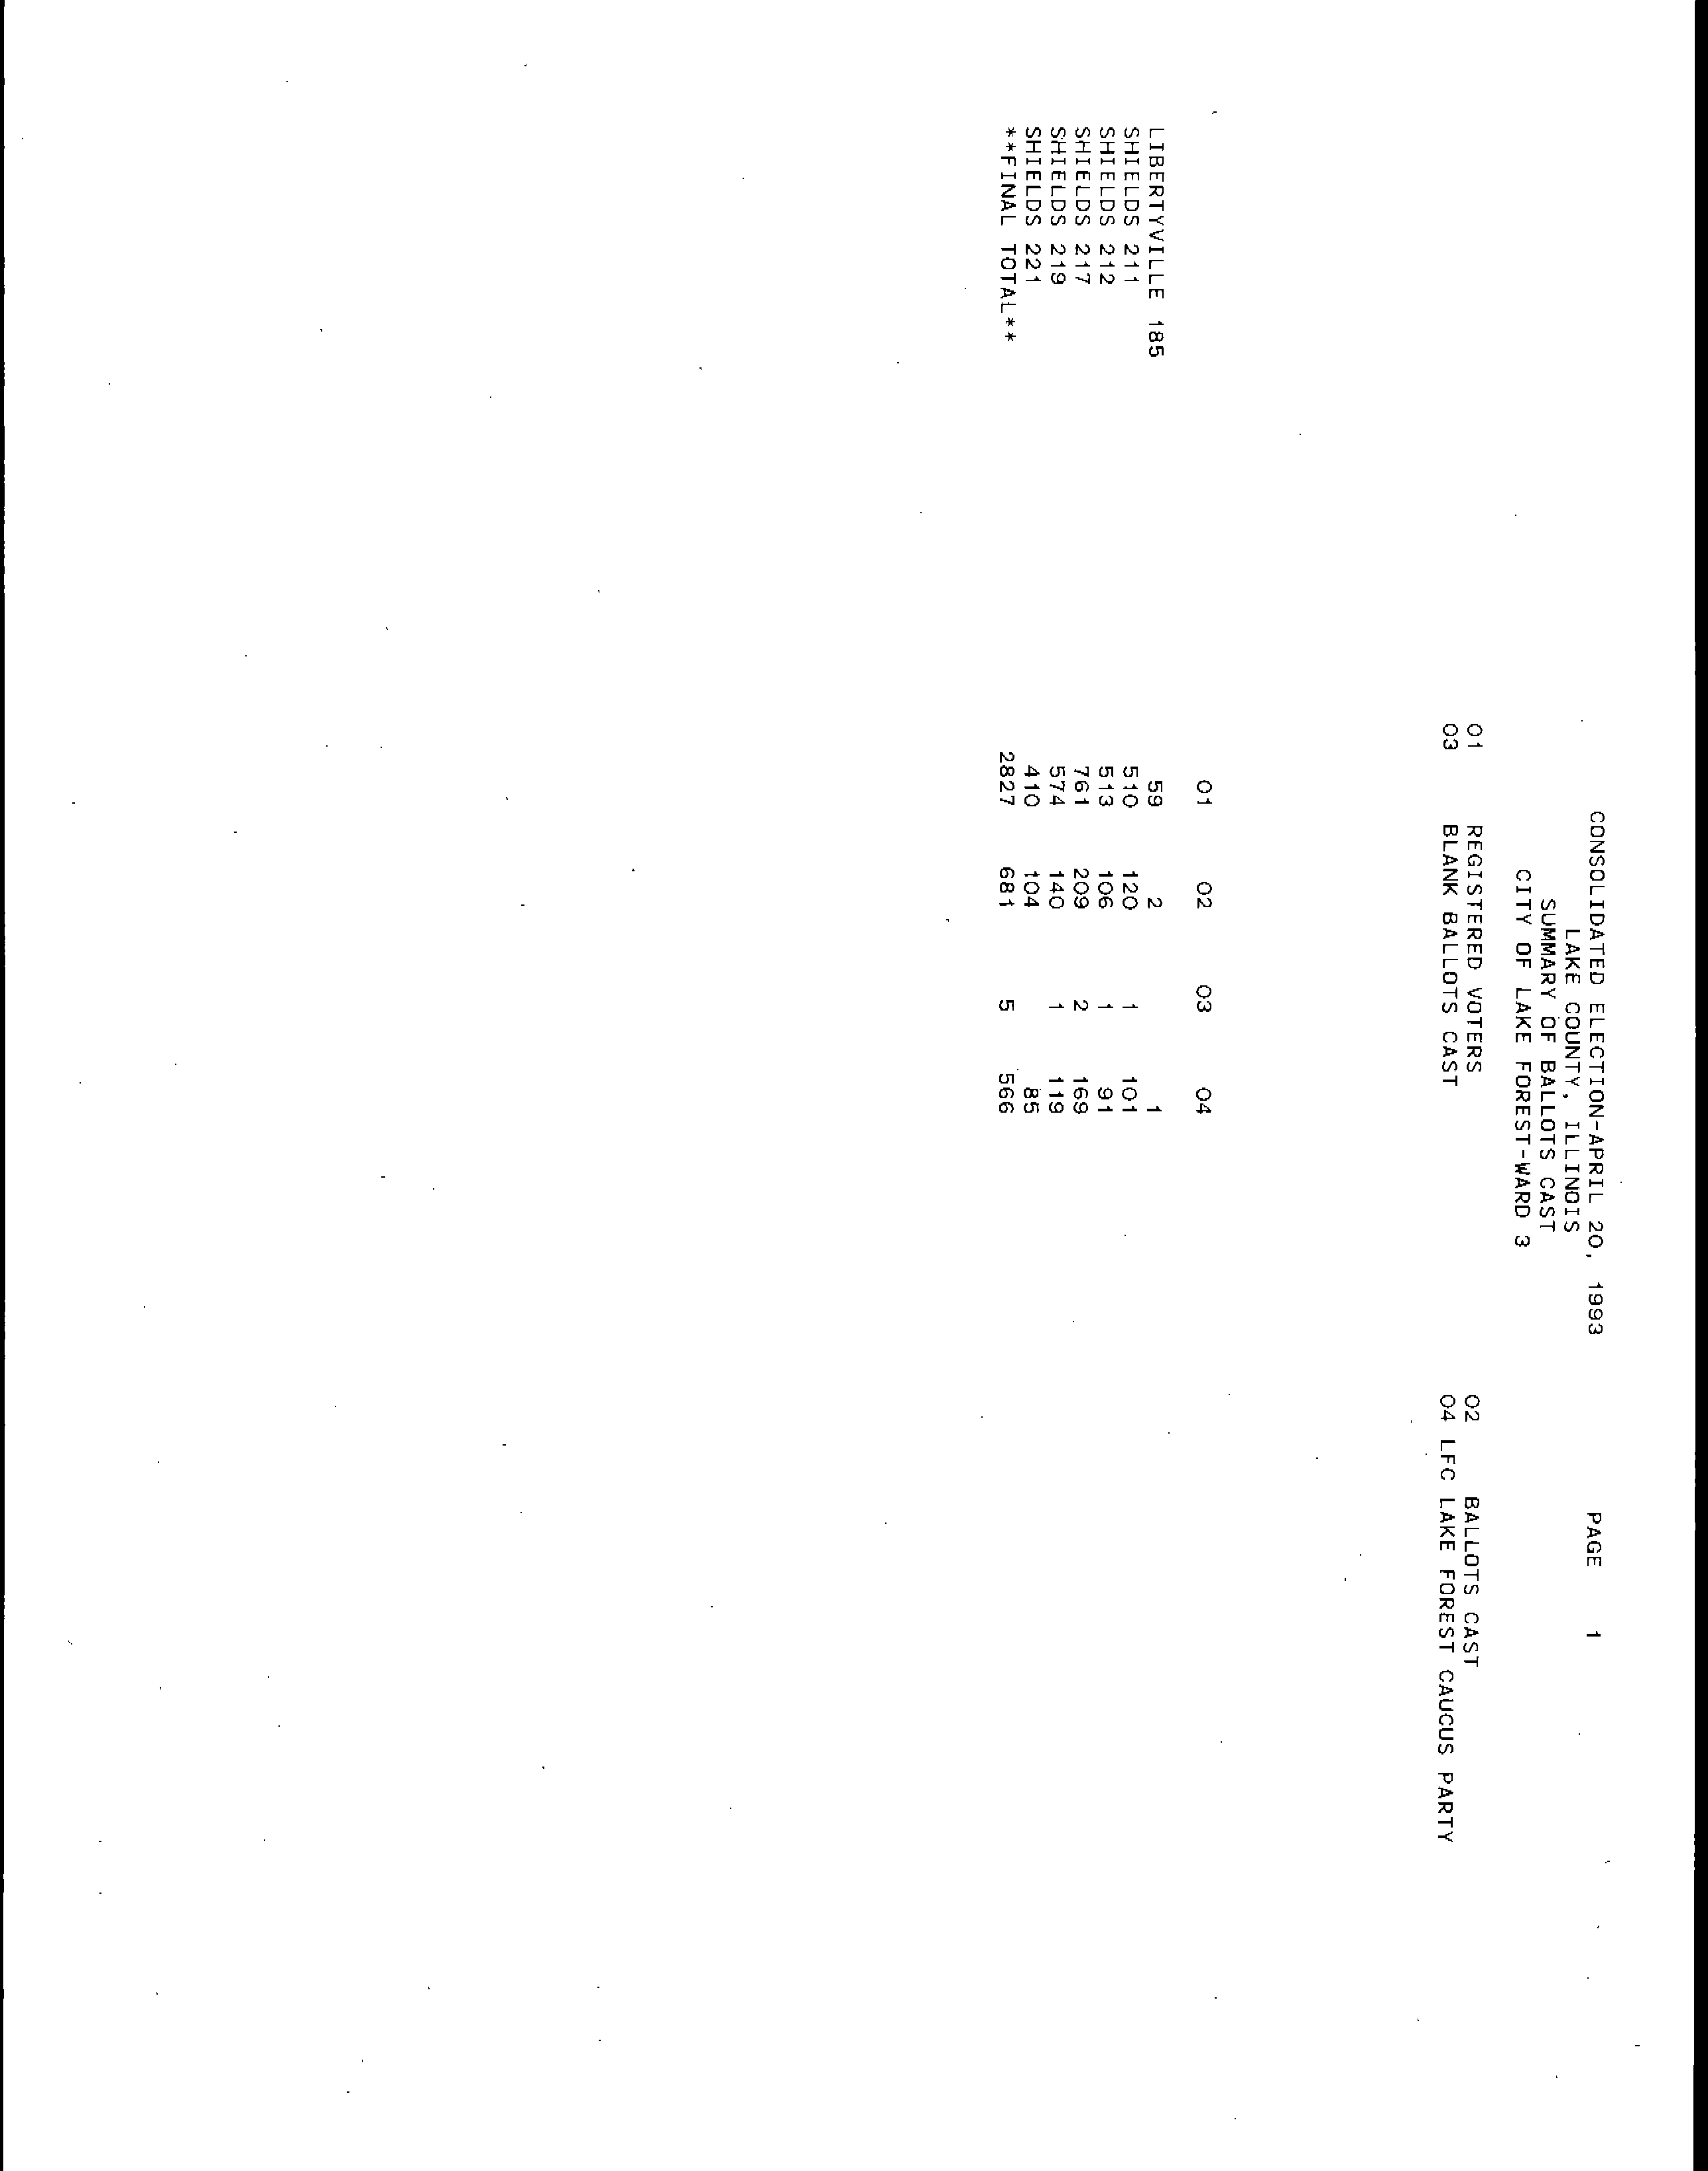 CONSOLIDATED ELECTION-APRIL 20, 1993 PAGE 1
LAKE COUNTY, ILLINOIS
SUMMARY OF BALLOTS CAST
CITY OF LAKE FOREST-WARD 3
01 REGISTERED VOTERS 02 BALLOTS CAST
03 BLANK BALLOTS CAST 04 LFC LAKE FOREST CAUCUS PARTY
01 02 03 04
LIBERTYVILLE 185 59 2 1
SHIELDS 211 510 120 1 101
SHIELDS 212 513 106 1 91
SHIELDS 217 761 209 2 169
SHIELDS 219 574 140 1 119
SHIELDS 221 410 104 85
**FINAL TOTAL** 2827 681 5 566